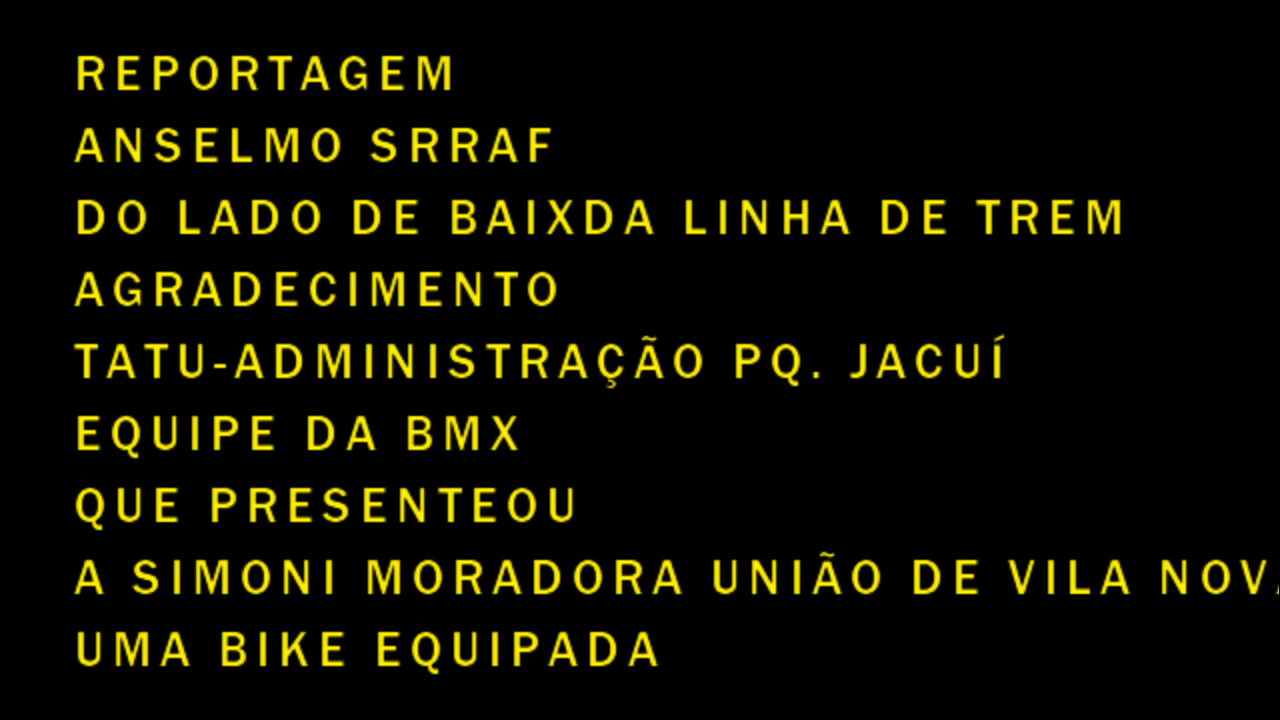 REPORTAGEM
ANSELMO SRRAF
DO LADO DE BAIXDA LINHA DE TREM
AGRADECIMENTO
TATU-ADMINISTRAÇÃO PQ. JACUÍ
EQUIPE DA BMX
QUE PRESENTEOU
A SIMONI MORADORA UNIÃO DE VILA NOVA
UMA BIKE EQUIPADA